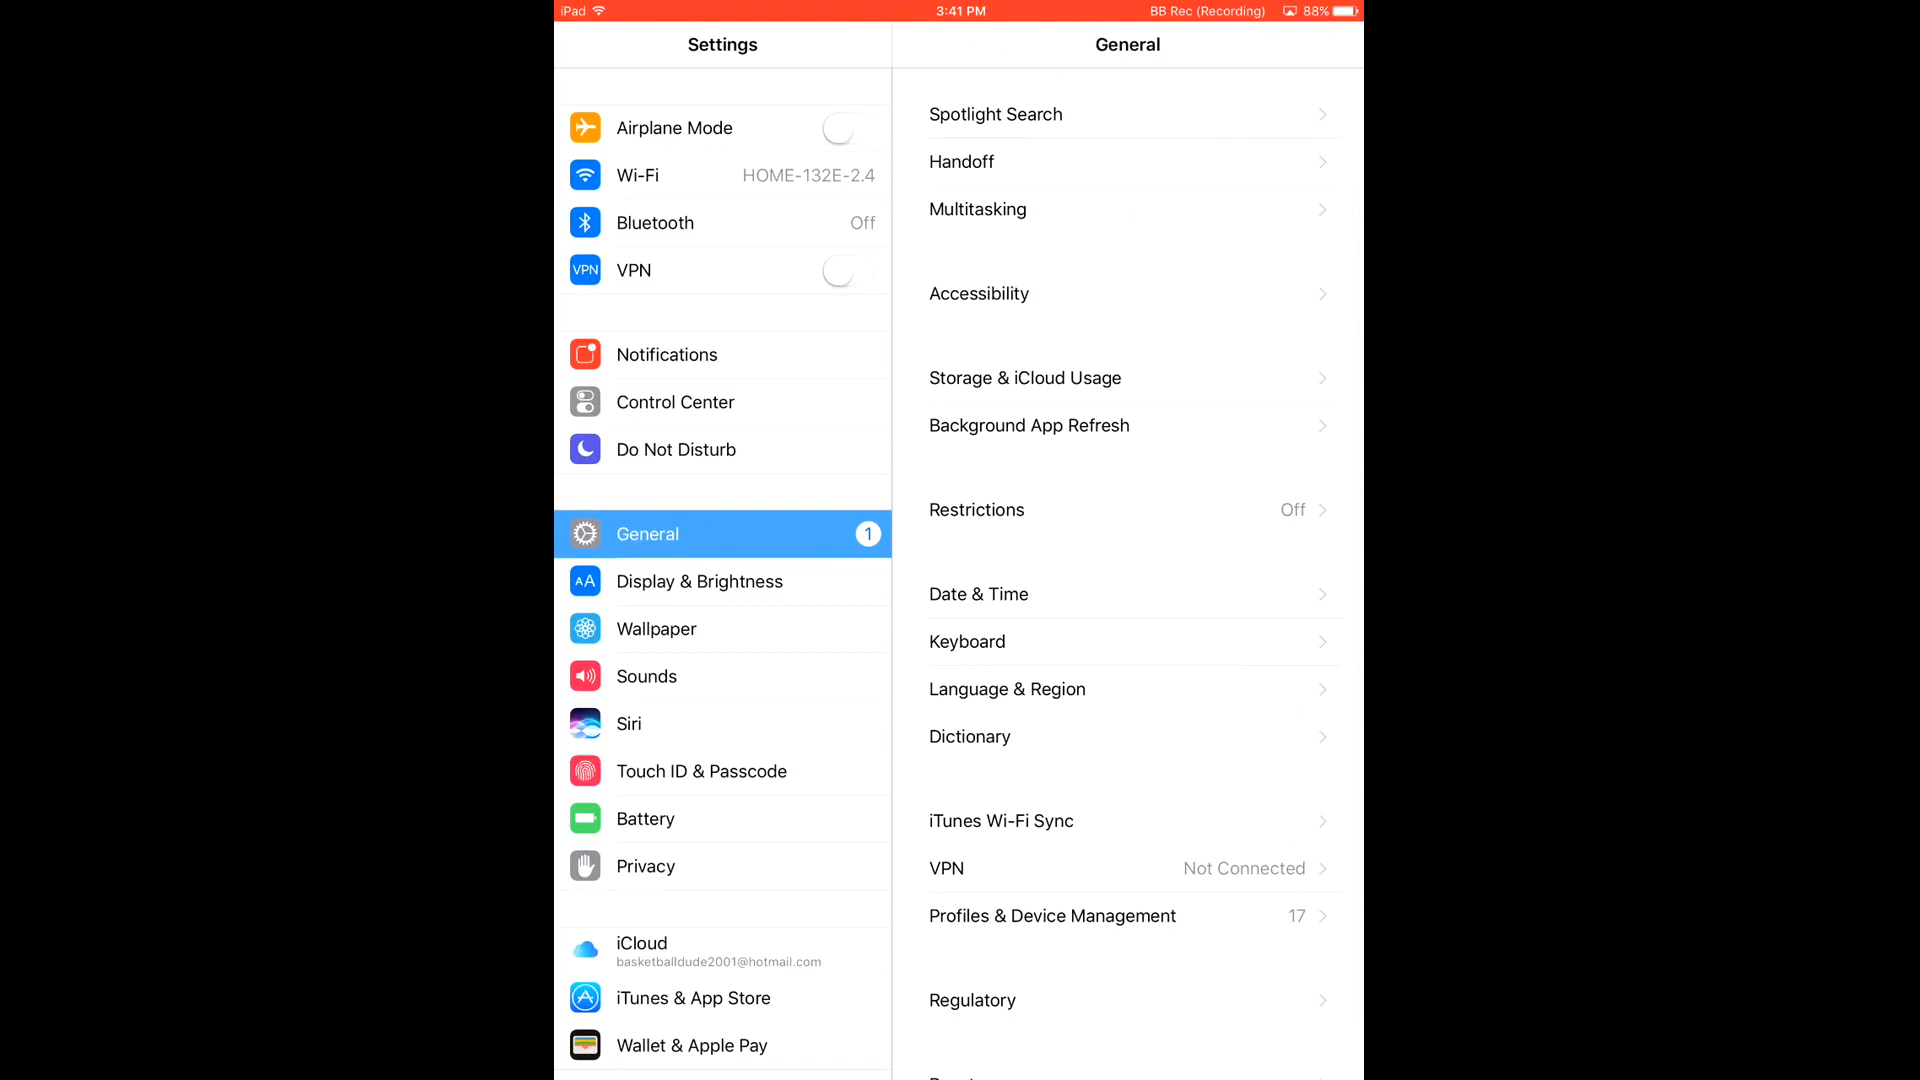 iPad
3:41 PM
BB Rec (Recording)
88%
Settings
General
Airplane Mode
Wi-Fi
HOME-132E-2.4
Bluetooth
Off
VPN
VPN
Notifications
Control Center
Do Not Disturb
General
1
AA
Display & Brightness
Wallpaper
Sounds
Siri
Touch ID & Passcode
Battery
Privacy
iCloud
basketballdude2001@hotmail.com
iTunes & App Store
Wallet & Apple Pay
Spotlight Search
Handoff
Multitasking
Accessibility
Storage & iCloud Usage
Background App Refresh
Restrictions
Off
Date & Time
Keyboard
Language & Region
Dictionary
iTunes Wi-Fi Sync
VPN
Not Connected
Profiles & Device Management
17
Regulatory